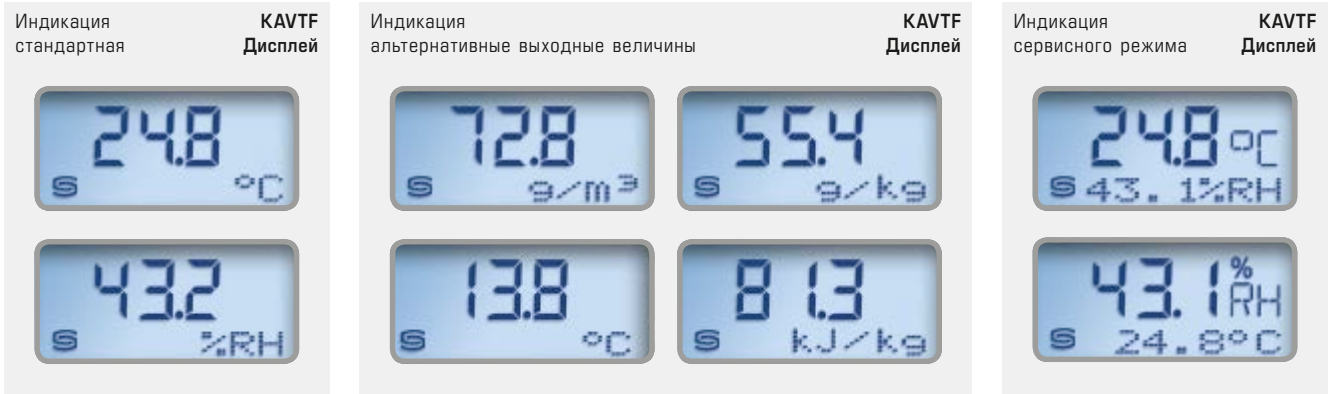 Индикация KAVTF
стандартная Дисплей
24.8
°C
43.2
%RH
Индикация KAVTF
альтернативные выходные величины Дисплей
72.8
g/m³
55.4
g/kg
13.8
°C
81.3
kJ/kg
Индикация KAVTF
сервисного режима Дисплей
24.8 °C
43.1%RH
43.1 % RH
24.8°C